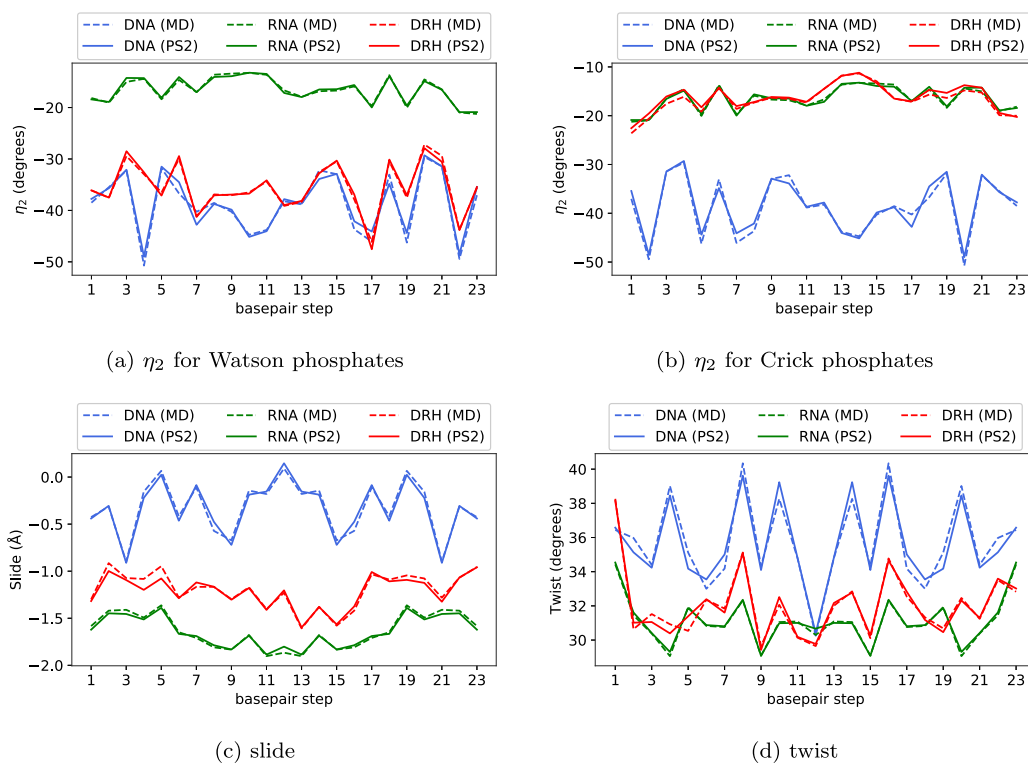 DNA (MD) RNA (MD) DRH (MD)
DNA (PS2) RNA (PS2) DRH (PS2)
−20
−30
−40
−50
η₂ (degrees)
1 3 5 7 9 11 13 15 17 19 21 23
basepair step
(a) η₂ for Watson phosphates
DNA (MD) RNA (MD) DRH (MD)
DNA (PS2) RNA (PS2) DRH (PS2)
−10
−20
−30
−40
−50
η₂ (degrees)
1 3 5 7 9 11 13 15 17 19 21 23
basepair step
(b) η₂ for Crick phosphates
DNA (MD) RNA (MD) DRH (MD)
DNA (PS2) RNA (PS2) DRH (PS2)
0.0
−0.5
−1.0
−1.5
−2.0
Slide (Å)
1 3 5 7 9 11 13 15 17 19 21 23
basepair step
(c) slide
DNA (MD) RNA (MD) DRH (MD)
DNA (PS2) RNA (PS2) DRH (PS2)
40
38
36
34
32
30
Twist (degrees)
1 3 5 7 9 11 13 15 17 19 21 23
basepair step
(d) twist